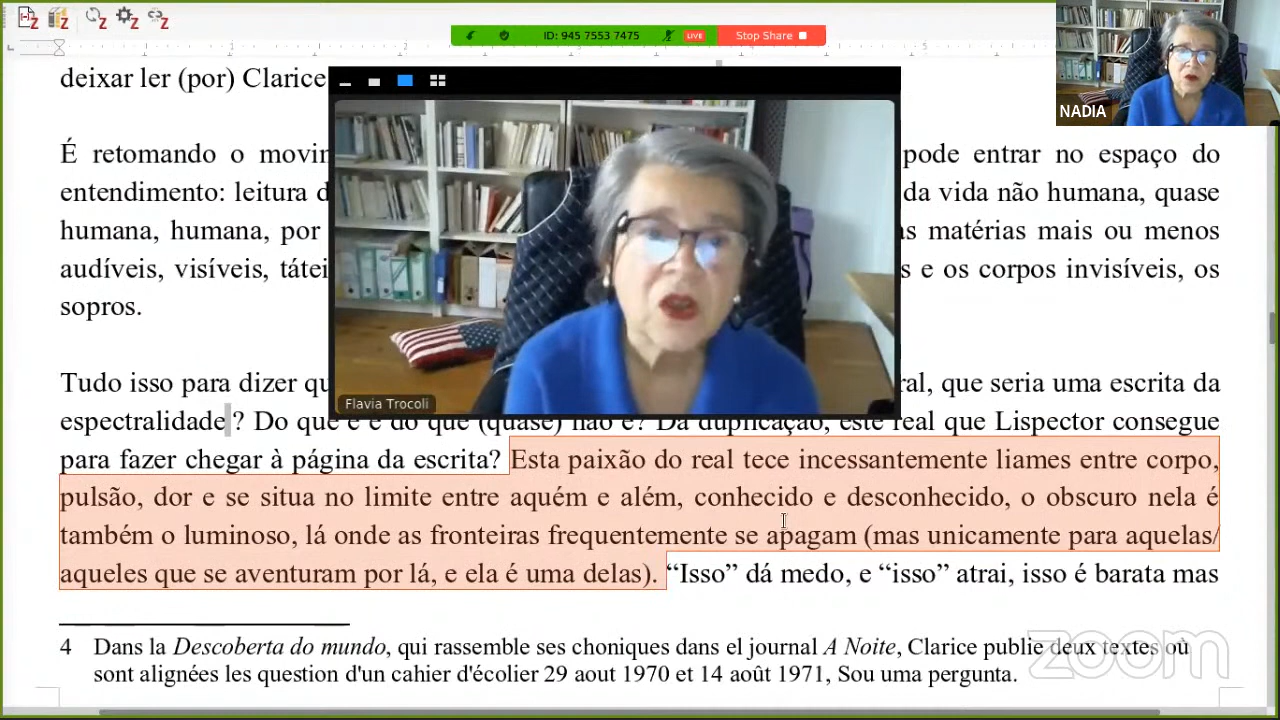 ID: 945 7553 7475
LIVE
Stop Share
NADIA
deixar ler (por) Clarice
É retomando o pode entrar no espaço do
entendimento: leitura da vida não humana, quase
humana, humana, por matérias mais ou menos
audíveis, visíveis, e os corpos invisíveis, os
sopros.
Tudo isso para dizer que seria uma escrita da
Flavia Trocoli
espectralidade ? Do que é e do que (quase) não é? Da duplicação, este real que Lispector consegue
para fazer chegar à página da escrita? Esta paixão do real tece incessantemente liames entre corpo,
pulsão, dor e se situa no limite entre aquém e além, conhecido e desconhecido, o obscuro nela é
também o luminoso, lá onde as fronteiras frequentemente se apagam (mas unicamente para aquelas/
aqueles que se aventuram por lá, e ela é uma delas). “Isso” dá medo, e “isso” atrai, isso é barata mas
4 Dans la Descoberta do mundo, qui rassemble ses choniques dans el journal A Noite, Clarice publie deux textes où
sont alignées les question d'un cahier d'écolier 29 aout 1970 et 14 août 1971, Sou uma pergunta.
zoom